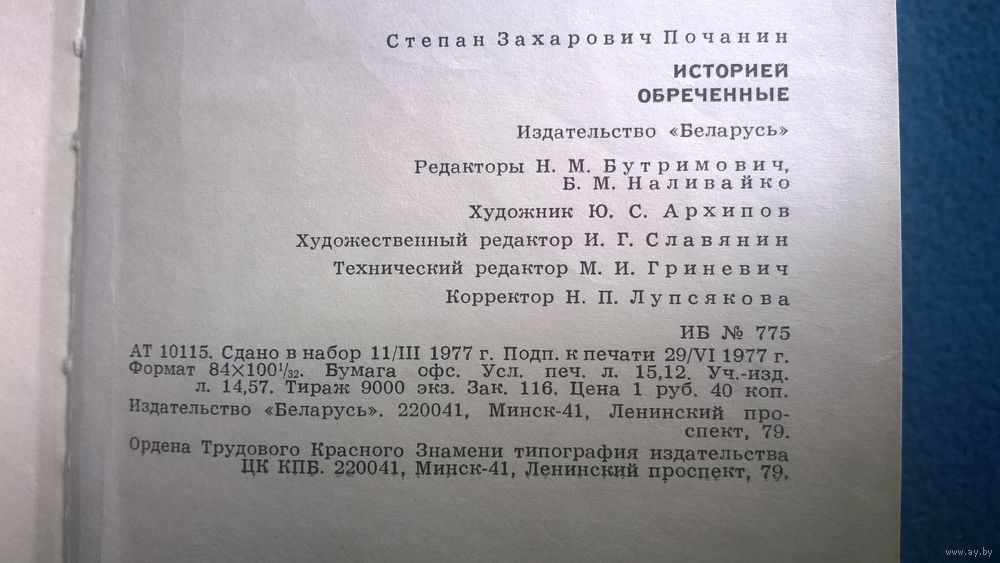 Степан Захарович Почанин
ИСТОРИЕЙ
ОБРЕЧЕННЫЕ
Издательство «Беларусь»
Редакторы Н. М. Бутримович,
Б. М. Наливайко
Художник Ю. С. Архипов
Художественный редактор И. Г. Славянин
Технический редактор М. И. Гриневич
Корректор Н. П. Лупсякова
ИБ № 775
АТ 10115. Сдано в набор 11/III 1977 г. Подп. к печати 29/VI 1977 г.
Формат 84×100¹/₃₂. Бумага офс. Усл. печ. л. 15,12. Уч.-изд.
л. 14,57. Тираж 9000 экз. Зак. 116. Цена 1 руб. 40 коп.
Издательство «Беларусь». 220041, Минск-41, Ленинский про-
спект, 79.
Ордена Трудового Красного Знамени типография издательства
ЦК КПБ. 220041, Минск-41, Ленинский проспект, 79.
www.ay.by